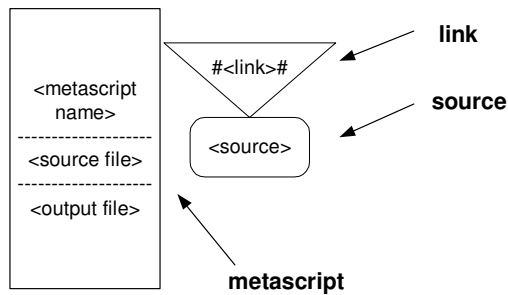 <metascript
name>
<source file>
<output file>
#<link>#
<source>
link
source
metascript